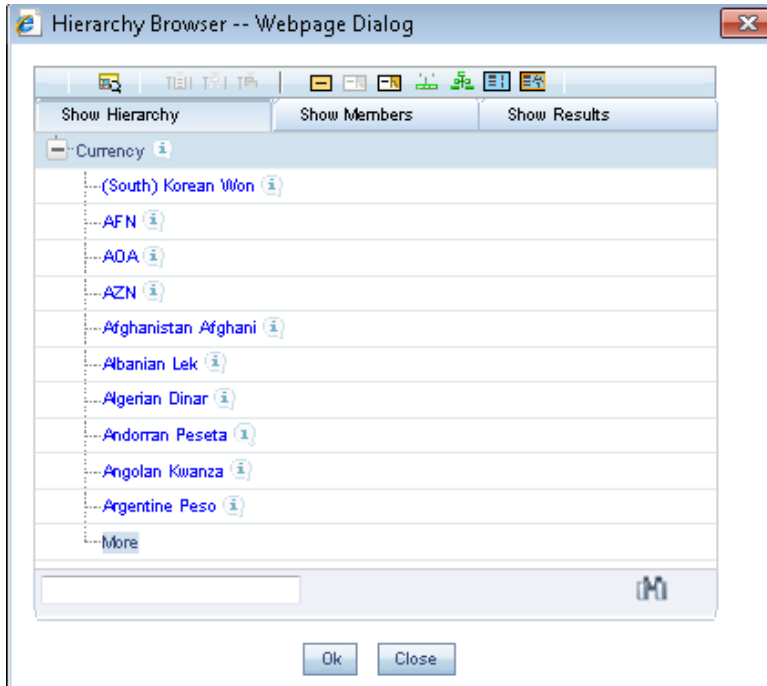 Hierarchy Browser -- Webpage Dialog
Show Hierarchy Show Members Show Results
Currency
(South) Korean Won
AFN
AOA
AZN
Afghanistan Afghani
Albanian Lek
Algerian Dinar
Andorran Peseta
Angolan Kwanza
Argentine Peso
More
Ok Close